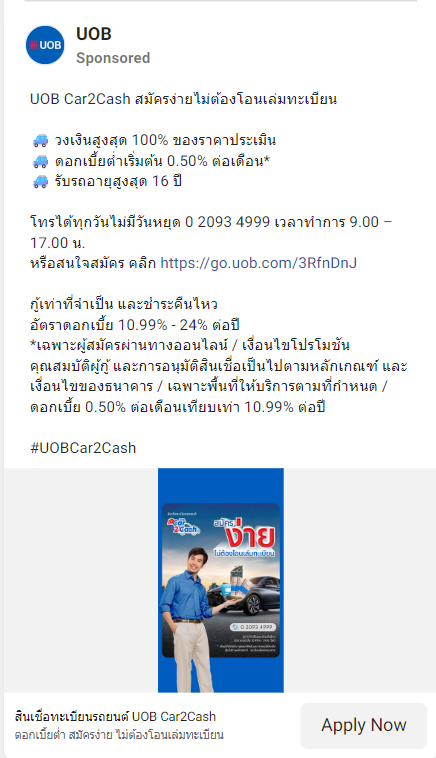 UOB
UOB
Sponsored
UOB Car2Cash สมัครง่ายไม่ต้องโอนเล่มทะเบียน
🚙 วงเงินสูงสุด 100% ของราคาประเมิน
🚙 ดอกเบี้ยต่ำเริ่มต้น 0.50% ต่อเดือน*
🚙 รับรถอายุสูงสุด 16 ปี
โทรได้ทุกวันไม่มีวันหยุด 0 2093 4999 เวลาทำการ 9.00 –
17.00 น.
หรือสนใจสมัคร คลิก https://go.uob.com/3RfnDnJ
กู้เท่าที่จำเป็น และชำระคืนไหว
อัตราดอกเบี้ย 10.99% - 24% ต่อปี
*เฉพาะผู้สมัครผ่านทางออนไลน์ / เงื่อนไขโปรโมชัน
คุณสมบัติผู้กู้ และการอนุมัติสินเชื่อเป็นไปตามหลักเกณฑ์ และ
เงื่อนไขของธนาคาร / เฉพาะพื้นที่ให้บริการตามที่กำหนด /
ดอกเบี้ย 0.50% ต่อเดือนเทียบเท่า 10.99% ต่อปี
#UOBCar2Cash
Car
2Cash
สมัคร
ง่าย
ไม่ต้องโอนเล่มทะเบียน
0 2093 4999
สินเชื่อทะเบียนรถยนต์ UOB Car2Cash
ดอกเบี้ยต่ำ สมัครง่าย ไม่ต้องโอนเล่มทะเบียน
Apply Now